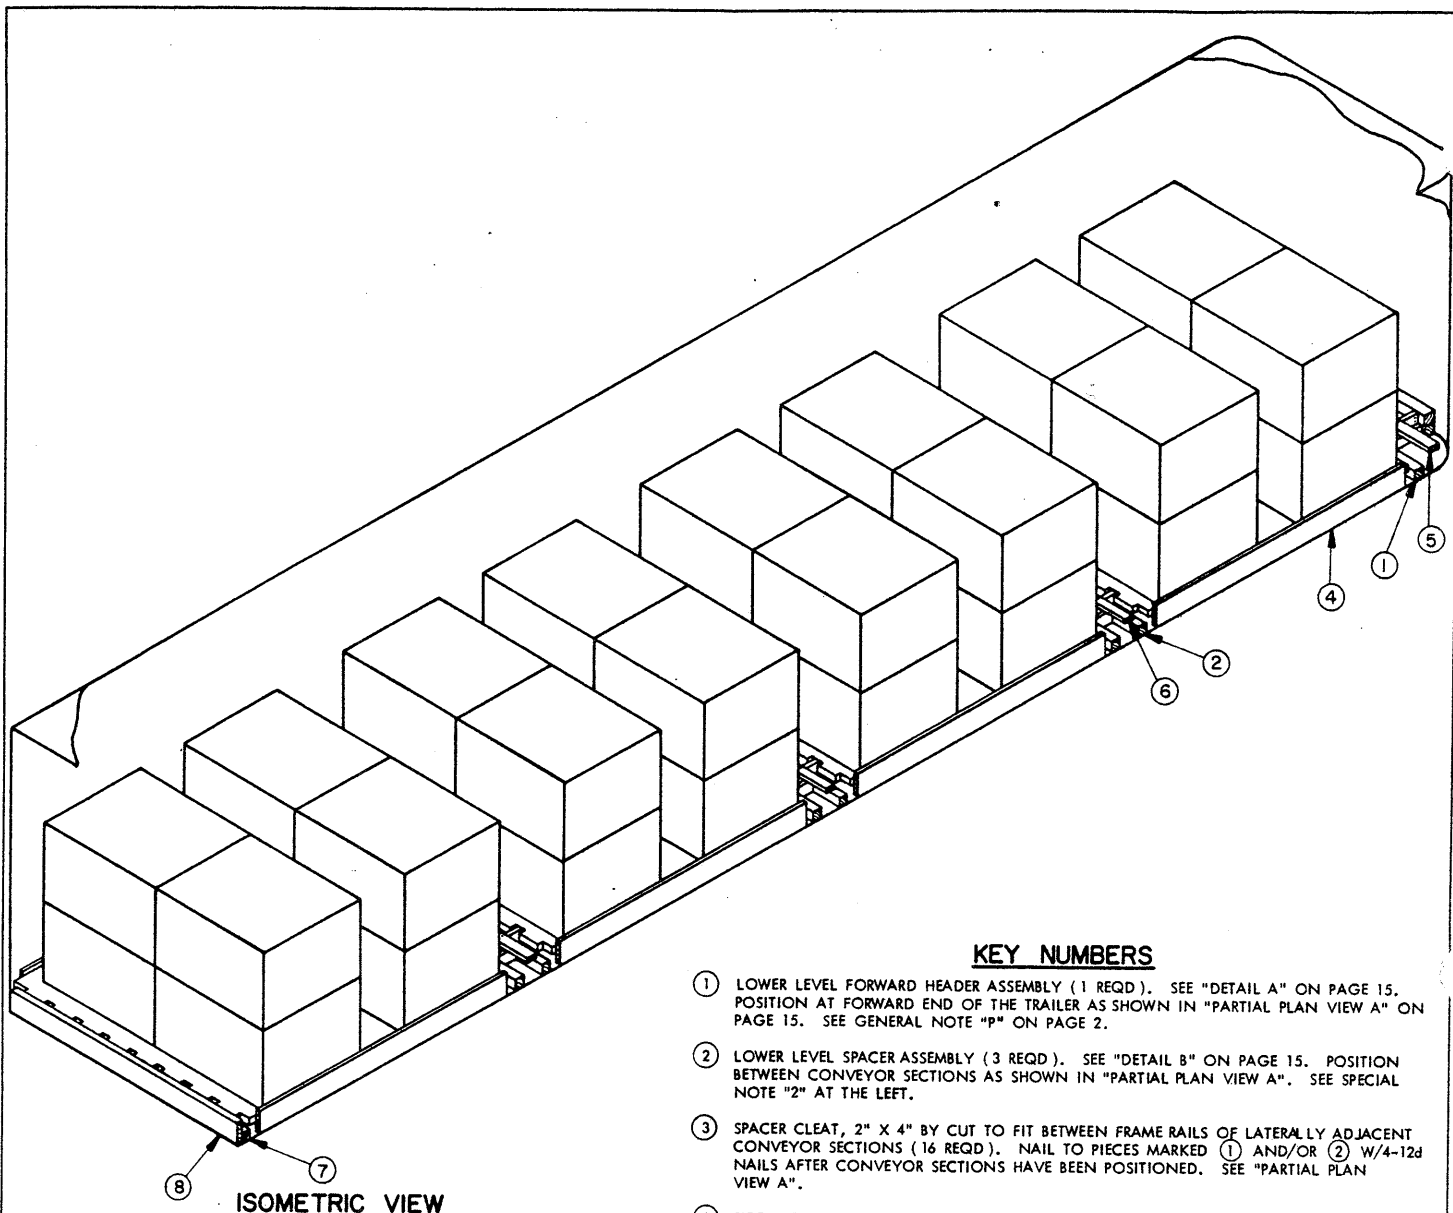 5
1
4
2
6
7
8
ISOMETRIC VIEW
KEY NUMBERS
1 LOWER LEVEL FORWARD HEADER ASSEMBLY (1 REQD). SEE "DETAIL A" ON PAGE 15.
POSITION AT FORWARD END OF THE TRAILER AS SHOWN IN "PARTIAL PLAN VIEW A" ON
PAGE 15. SEE GENERAL NOTE "P" ON PAGE 2.
2 LOWER LEVEL SPACER ASSEMBLY (3 REQD). SEE "DETAIL B" ON PAGE 15. POSITION
BETWEEN CONVEYOR SECTIONS AS SHOWN IN "PARTIAL PLAN VIEW A". SEE SPECIAL
NOTE "2" AT THE LEFT.
3 SPACER CLEAT, 2" X 4" BY CUT TO FIT BETWEEN FRAME RAILS OF LATERALLY ADJACENT
CONVEYOR SECTIONS (16 REQD). NAIL TO PIECES MARKED 1 AND/OR 2 W/4-12d
NAILS AFTER CONVEYOR SECTIONS HAVE BEEN POSITIONED. SEE "PARTIAL PLAN
VIEW A".